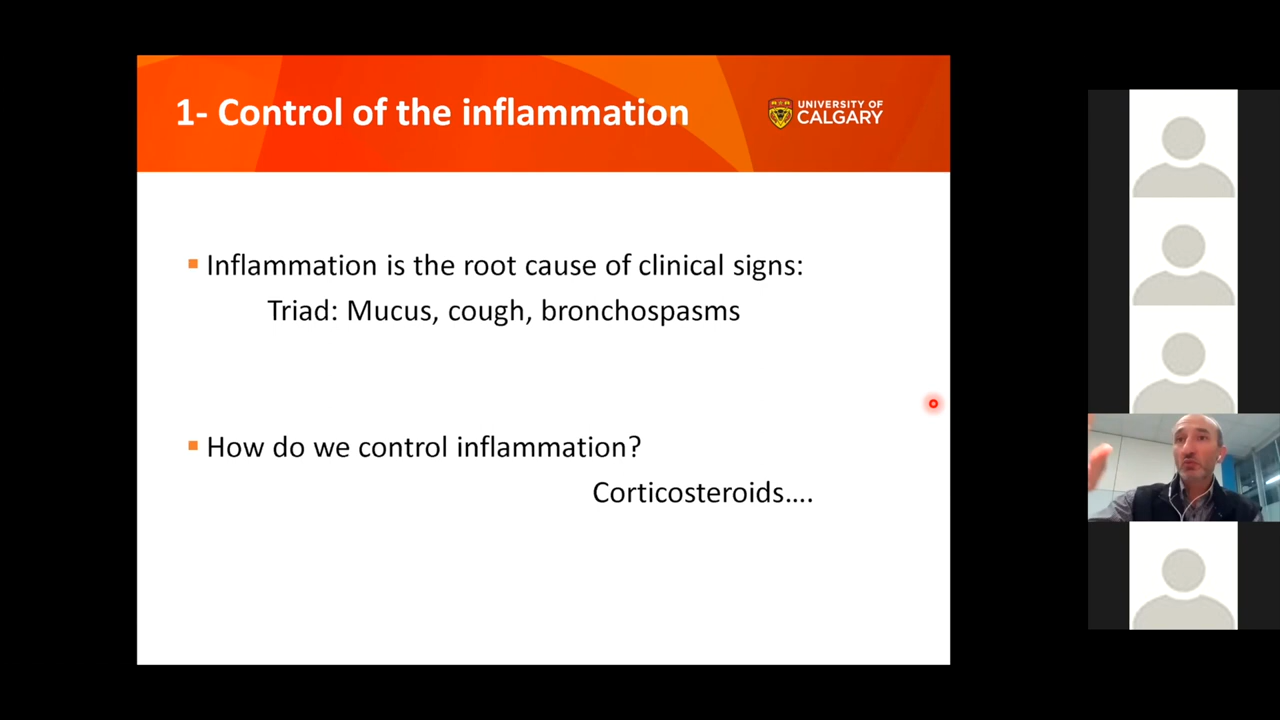 1- Control of the inflammation
UNIVERSITY OF
CALGARY
Inflammation is the root cause of clinical signs:
Triad: Mucus, cough, bronchospasms
How do we control inflammation?
Corticosteroids....